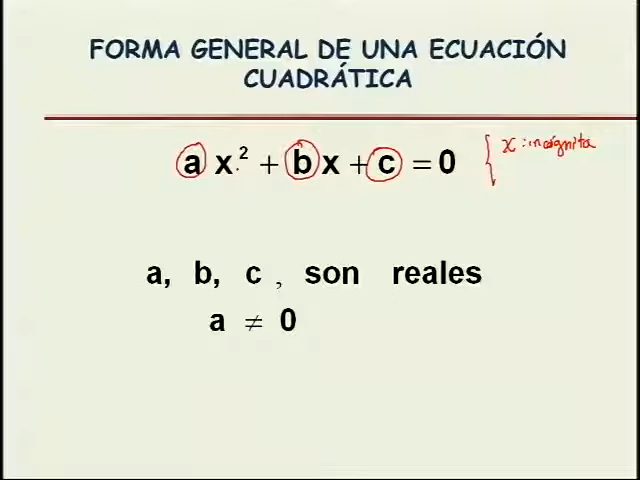 FORMA GENERAL DE UNA ECUACIÓN
CUADRÁTICA
a x² + b x + c = 0 { x : incógnita
a, b, c , son reales
a ≠ 0